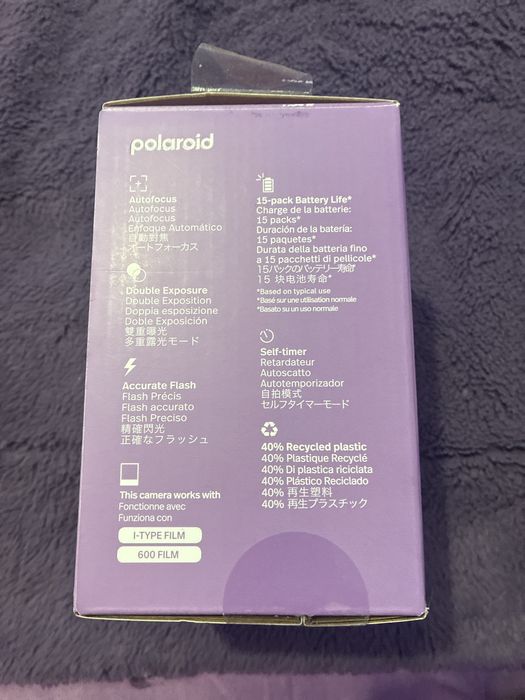 polaroid
Autofocus
Autofocus
Autofocus
Enfoque Automático
自動對焦
オートフォーカス
Double Exposure
Double Exposition
Doppia esposizione
Doble Exposición
雙重曝光
多重露光モード
Accurate Flash
Flash Précis
Flash accurato
Flash Preciso
精確閃光
正確なフラッシュ
This camera works with
Fonctionne avec
Funziona con
I-TYPE FILM
600 FILM
15-pack Battery Life*
Charge de la batterie:
15 packs*
Duración de la batería:
15 paquetes*
Durata della batteria fino
a 15 pacchetti di pellicole*
15パックのバッテリー寿命*
15 块电池寿命*
*Based on typical use
*Basé sur une utilisation normale
*Basato su un uso normale
Self-timer
Retardateur
Autoscatto
Autotemporizador
自拍模式
セルフタイマーモード
40% Recycled plastic
40% Plastique Recyclé
40% Di plastica riciclata
40% Plástico Reciclado
40% 再生塑料
40% 再生プラスチック